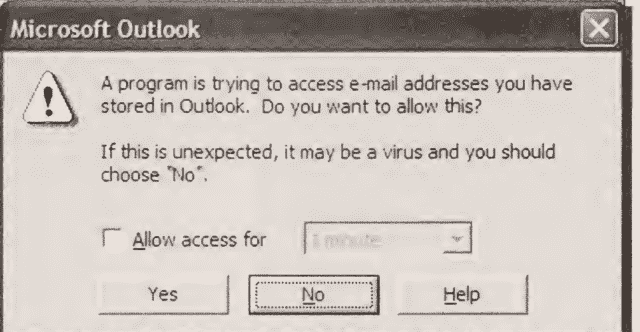 Microsoft Outlook
A program is trying to access e-mail addresses you have
stored in Outlook. Do you want to allow this?
If this is unexpected, it may be a virus and you should
choose "No".
Allow access for
1 minute
Yes
No
Help